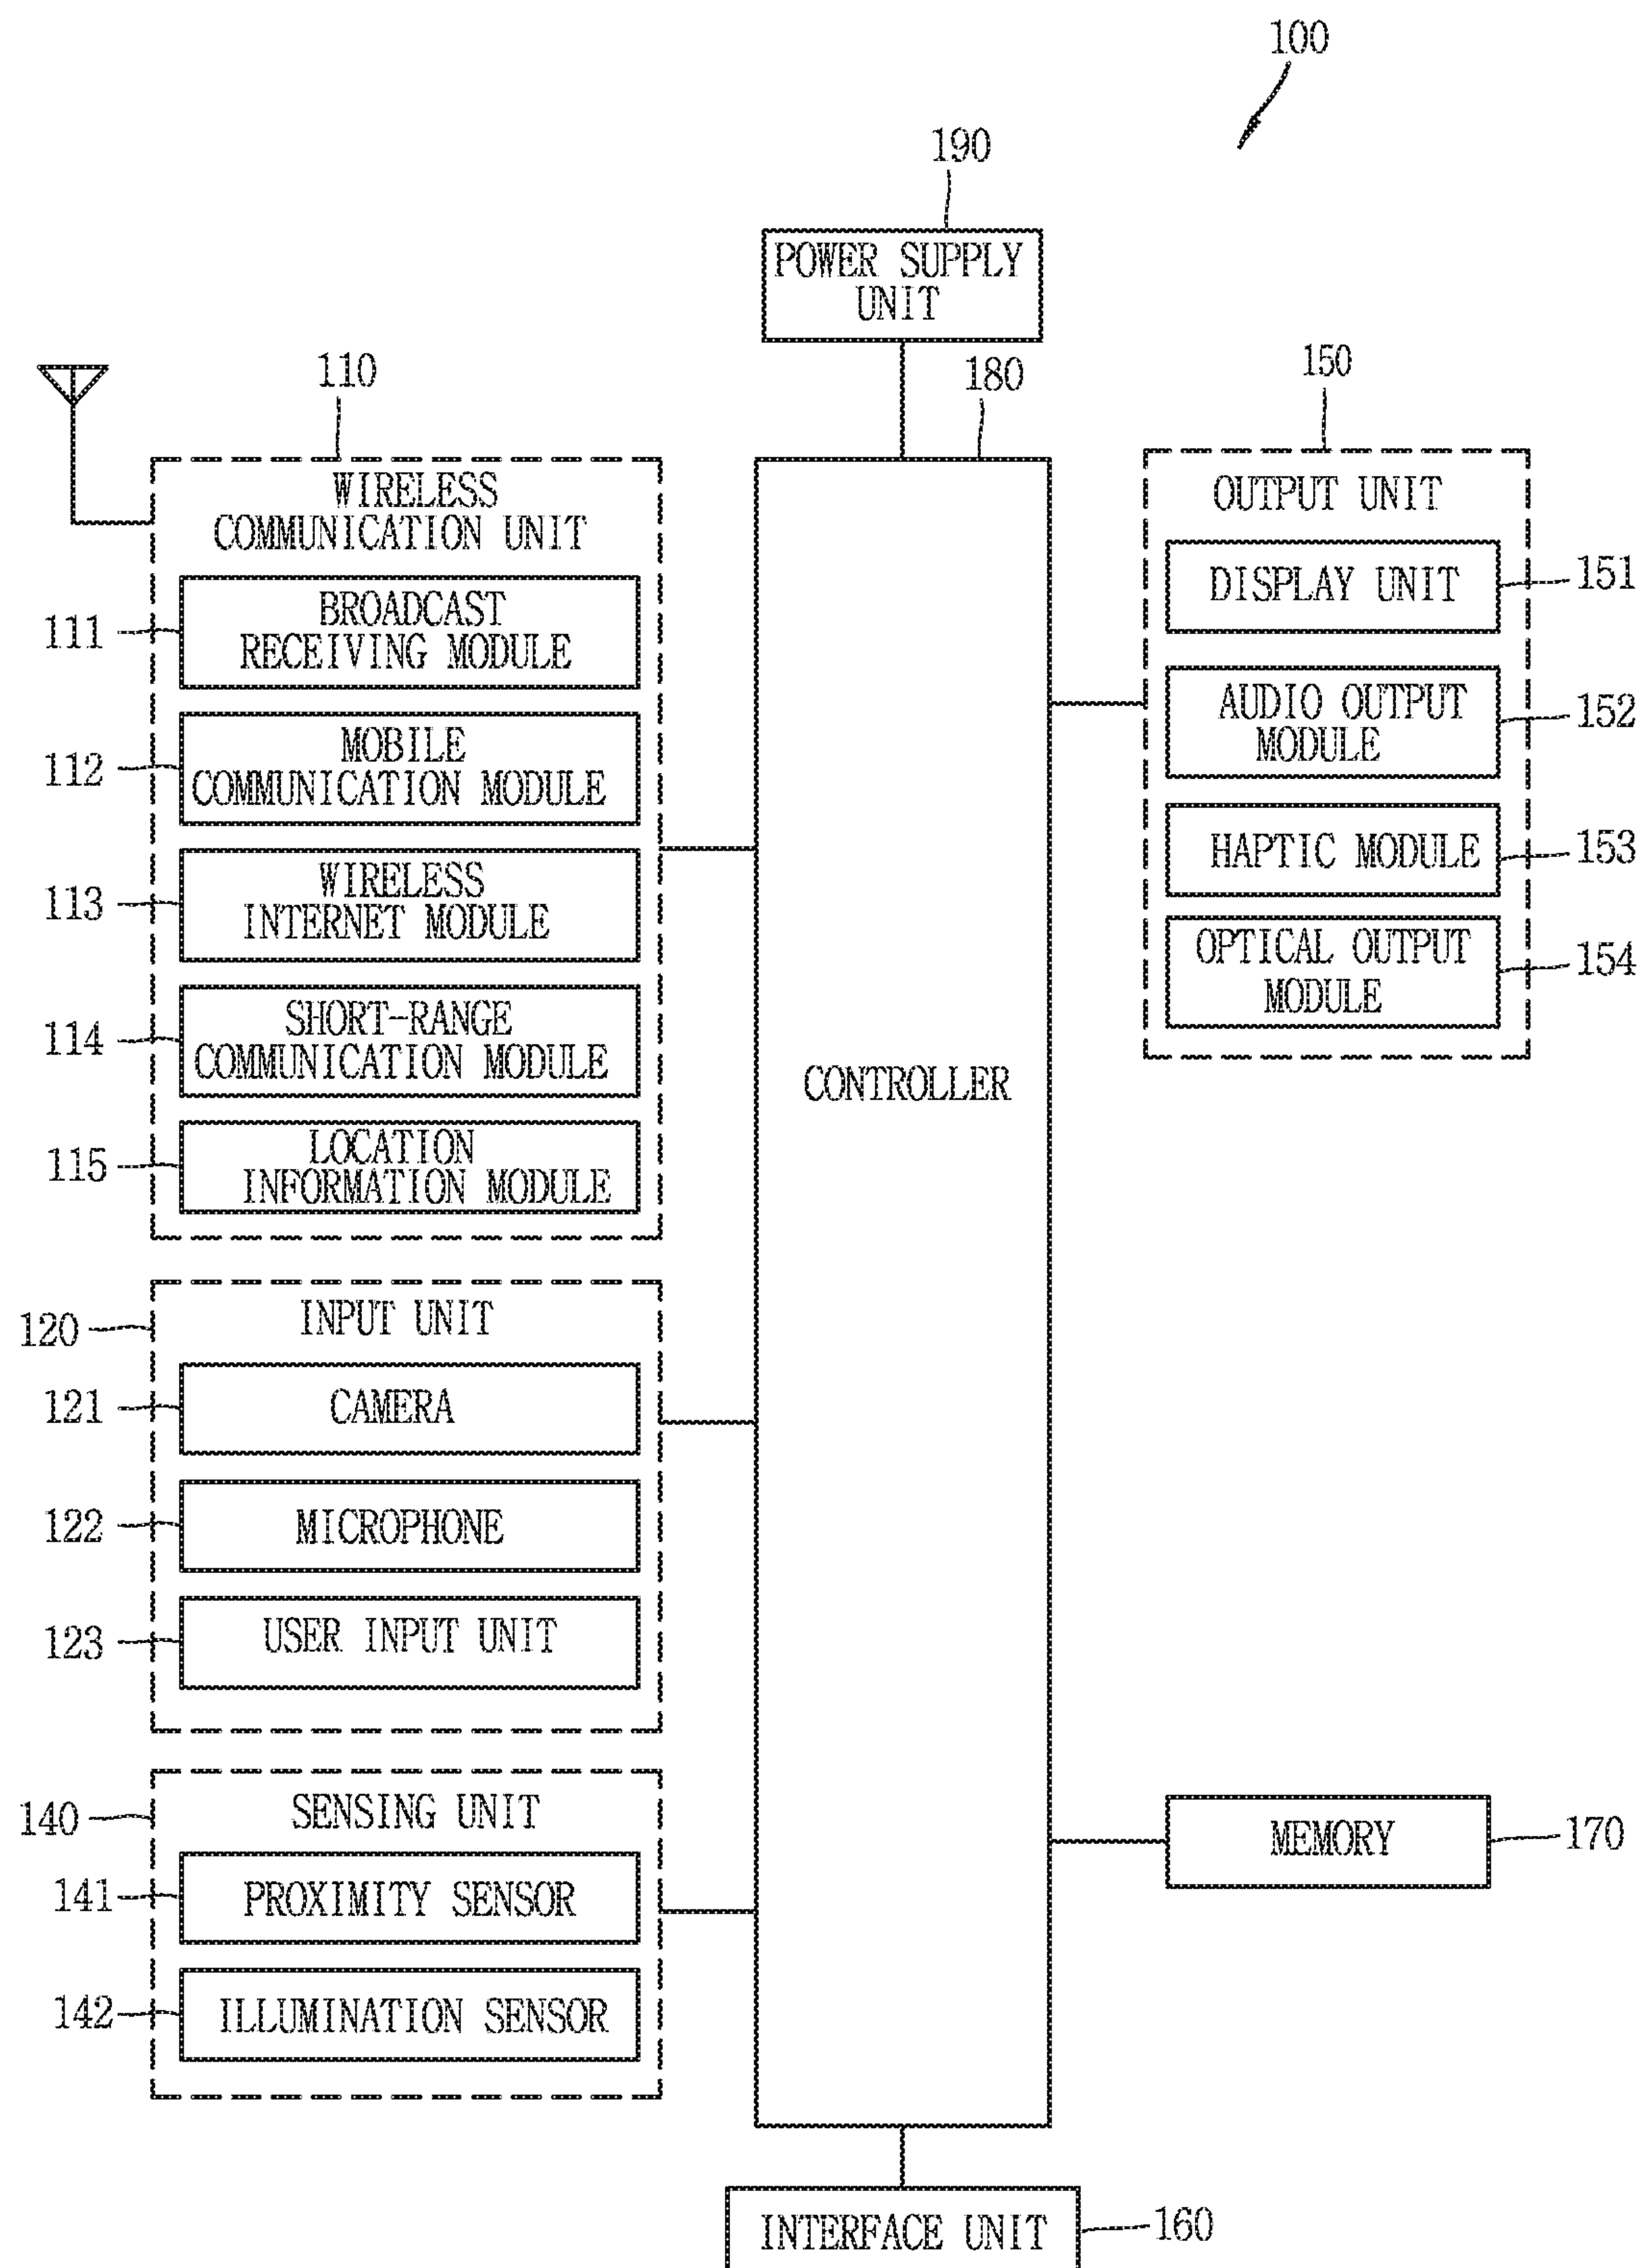 100
190
POWER SUPPLY
UNIT
110
180
150
WIRELESS
COMMUNICATION UNIT
111
BROADCAST
RECEIVING MODULE
112
MOBILE
COMMUNICATION MODULE
113
WIRELESS
INTERNET MODULE
114
SHORT-RANGE
COMMUNICATION MODULE
115
LOCATION
INFORMATION MODULE
120
INPUT UNIT
121
CAMERA
122
MICROPHONE
123
USER INPUT UNIT
140
SENSING UNIT
141
PROXIMITY SENSOR
142
ILLUMINATION SENSOR
CONTROLLER
OUTPUT UNIT
DISPLAY UNIT
151
AUDIO OUTPUT
MODULE
152
HAPTIC MODULE
153
OPTICAL OUTPUT
MODULE
154
MEMORY
170
INTERFACE UNIT
160